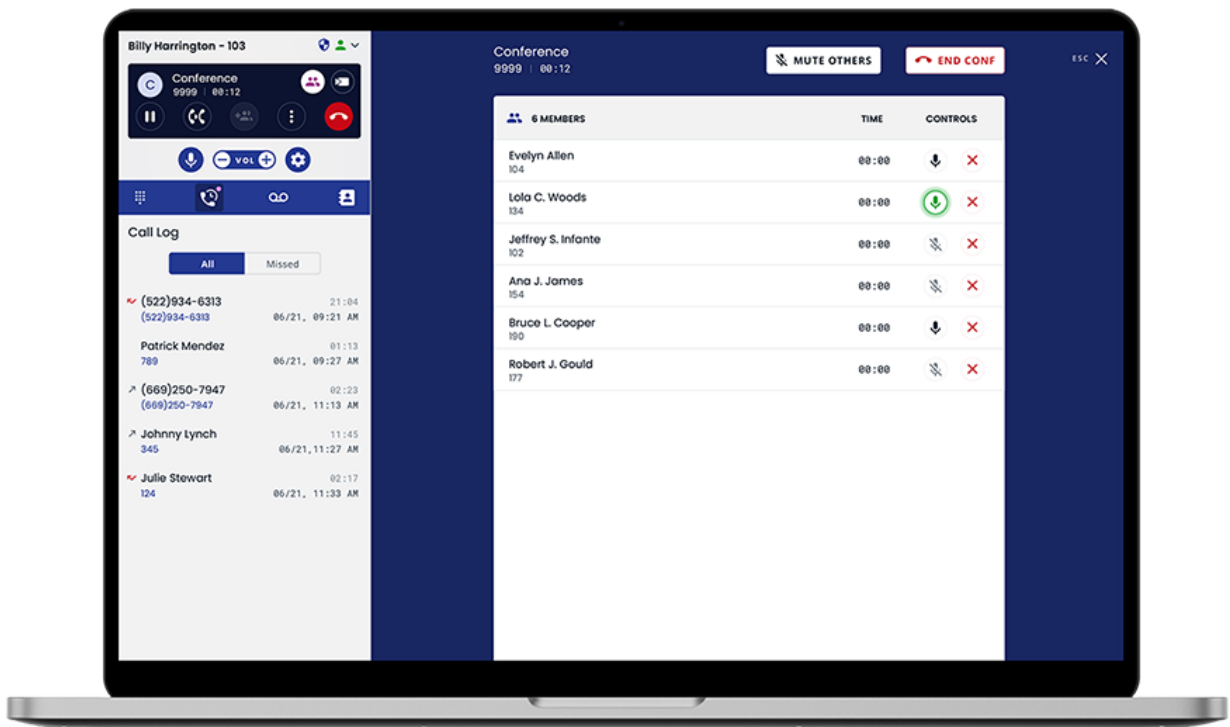 Billy Harrington - 103
C
Conference
9999 | 00:12
VOL
Call Log
All Missed
(522)934-6313 21:04
(522)934-6313 06/21, 09:21 AM
Patrick Mendez 01:13
789 06/21, 09:27 AM
(669)250-7947 02:23
(669)250-7947 06/21, 11:13 AM
Johnny Lynch 11:45
345 06/21,11:27 AM
Julie Stewart 02:17
124 06/21, 11:33 AM
Conference
9999 | 00:12
MUTE OTHERS
END CONF
ESC
6 MEMBERS TIME CONTROLS
Evelyn Allen 00:00
104
Lola C. Woods 00:00
134
Jeffrey S. Infante 00:00
102
Ana J. James 00:00
154
Bruce L. Cooper 00:00
190
Robert J. Gould 00:00
177